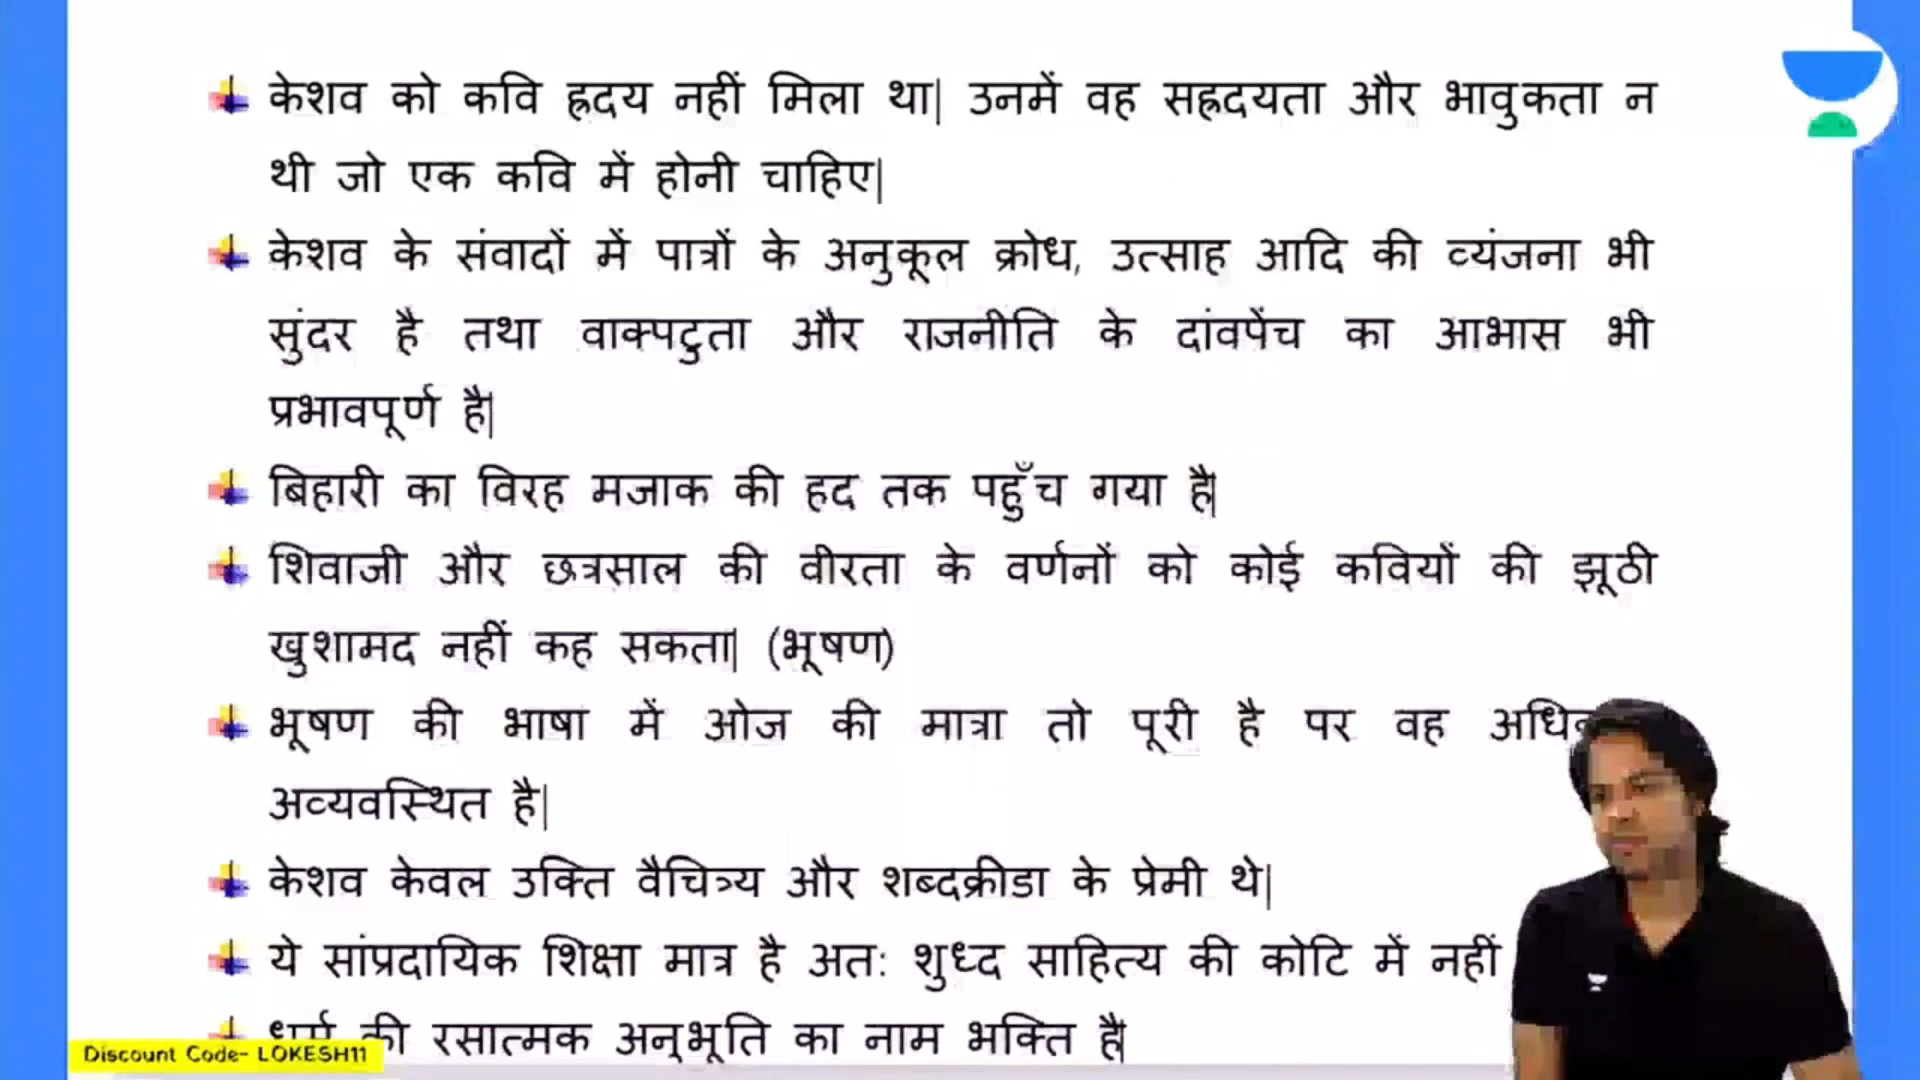 केशव को कवि ह्रदय नहीं मिला था| उनमें वह सह्रदयता और भावुकता न
थी जो एक कवि में होनी चाहिए|
केशव के संवादों में पात्रों के अनुकूल क्रोध, उत्साह आदि की व्यंजना भी
सुंदर है तथा वाक्पटुता और राजनीति के दांवपेंच का आभास भी
प्रभावपूर्ण है|
बिहारी का विरह मजाक की हद तक पहुँच गया है|
शिवाजी और छत्रसाल की वीरता के वर्णनों को कोई कवियों की झूठी
खुशामद नहीं कह सकता| (भूषण)
भूषण की भाषा में ओज की मात्रा तो पूरी है पर वह
अव्यवस्थित है|
केशव केवल उक्ति वैचित्र्य और शब्दक्रीडा के प्रेमी थे|
ये सांप्रदायिक शिक्षा मात्र है अत: शुध्द साहित्य की कोटि में नहीं
धर्म की रसात्मक अनुभूति का नाम भक्ति है|
Discount Code- LOKESH11